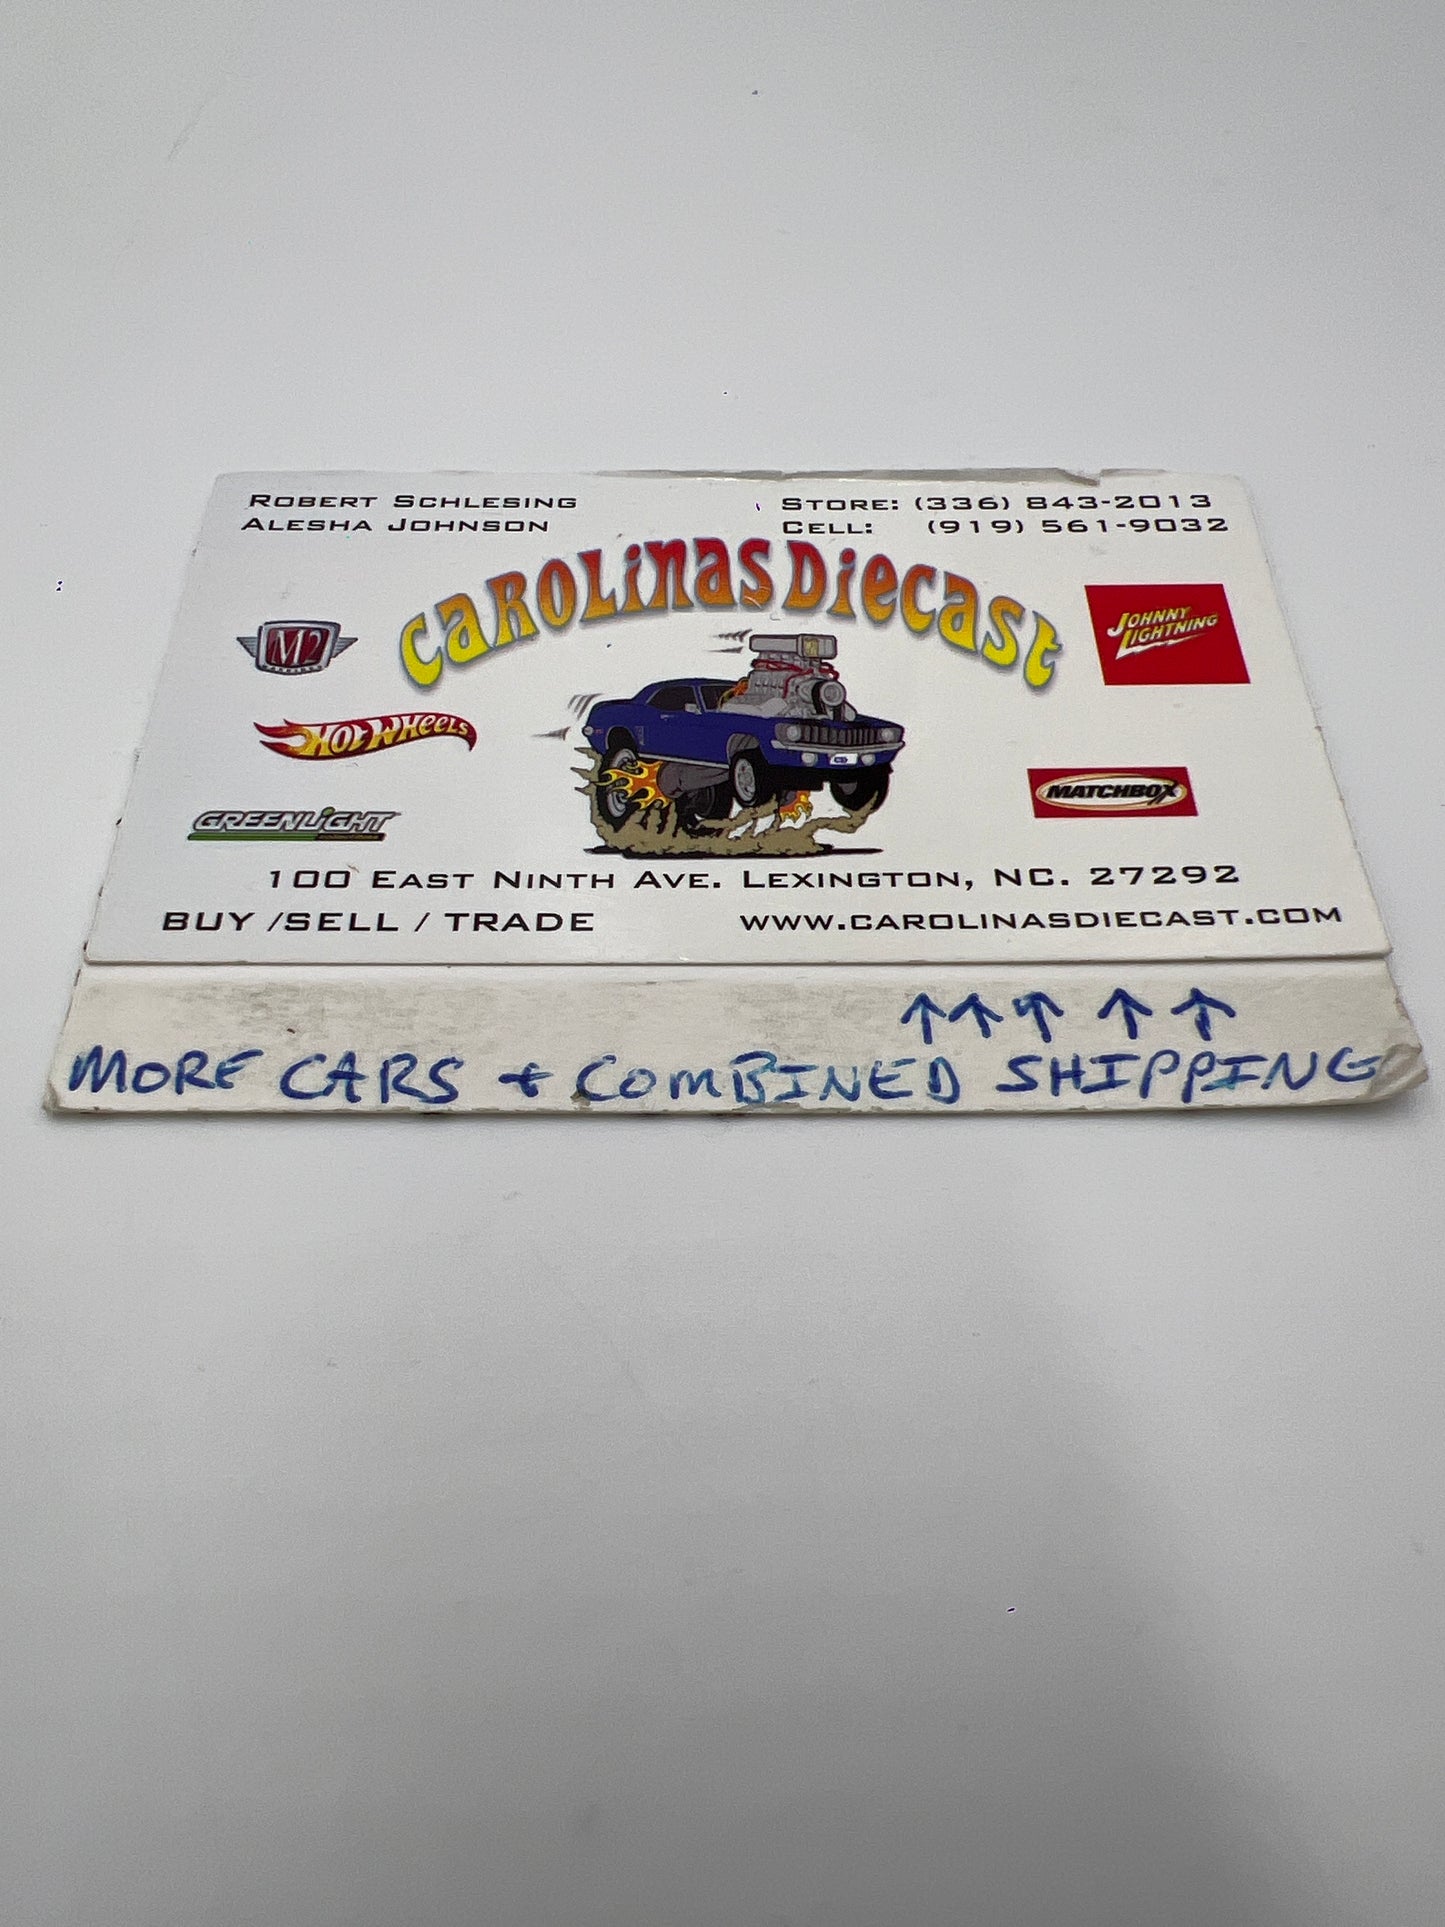 ROBERT SCHLESING
ALESHA JOHNSON
STORE: (336) 843-2013
CELL: (919) 561-9032
CAROLINAS DIECAST
M2
JOHNNY LIGHTNING
HOT WHEELS
MATCHBOX
GREENLIGHT
100 EAST NINTH AVE. LEXINGTON, NC. 27292
BUY /SELL / TRADE
WWW.CAROLINASDIECAST.COM
↑ ↑ ↑ ↑ ↑
MORE CARS + COMBINED SHIPPING